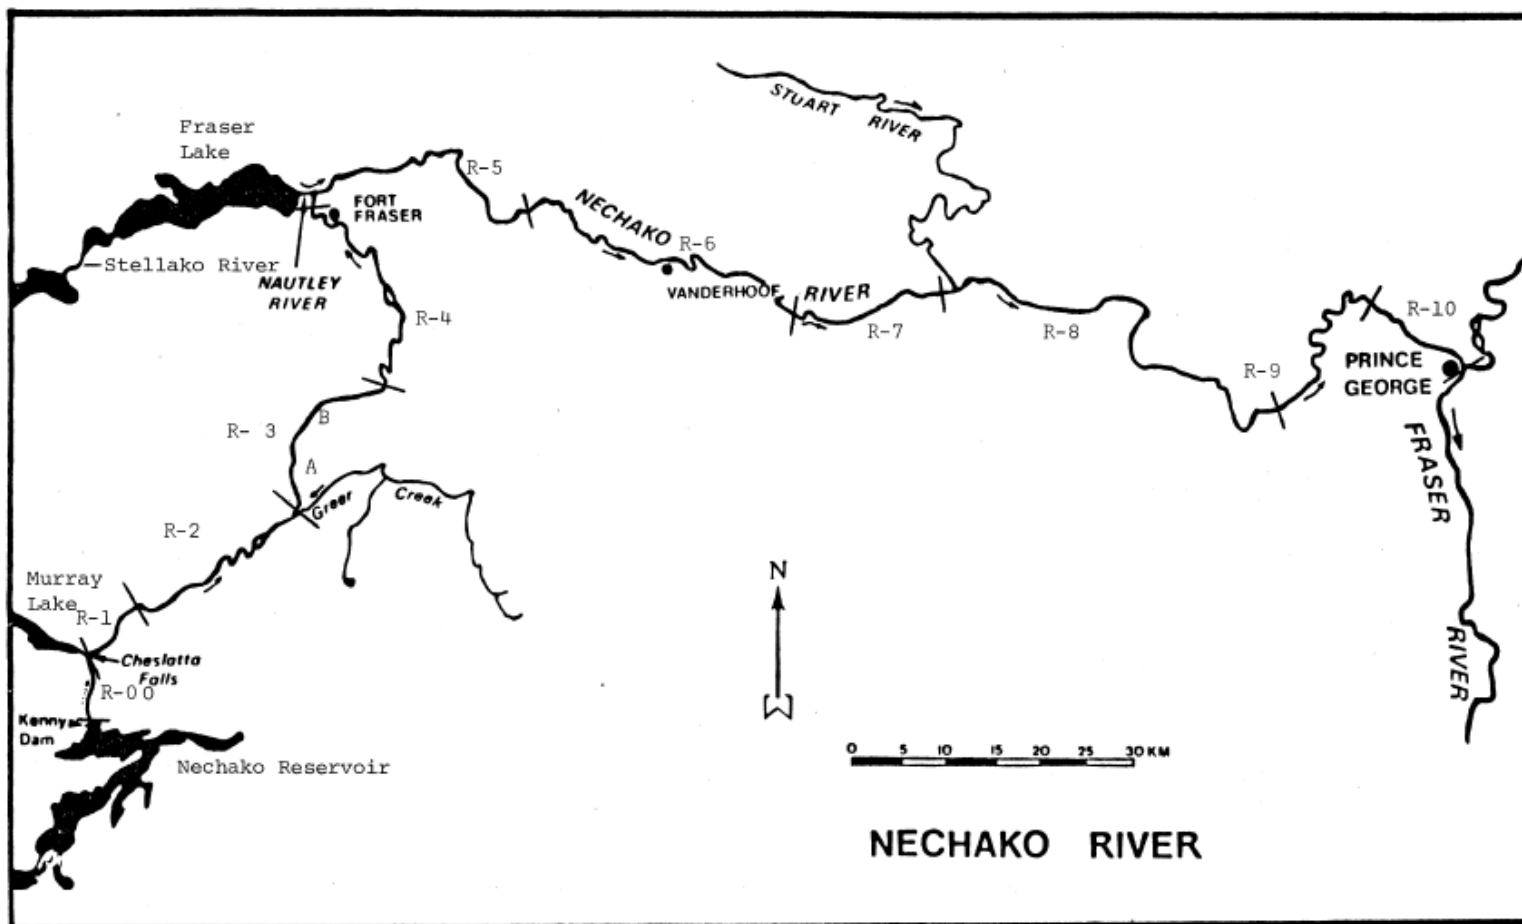 STUART
RIVER
Fraser
Lake
R-5
FORT
FRASER
NECHAKO
R-6
Stellako River
NAUTLEY
RIVER
VANDERHOOF
RIVER
R-4
R-7
R-8
R-10
PRINCE
GEORGE
R-9
B
R- 3
A
Greer
Creek
FRASER
RIVER
R-2
N
Murray
Lake
R-1
Cheslatta
Falls
R-00
Kenny
Dam
Nechako Reservoir
0 5 10 15 20 25 30 KM
NECHAKO RIVER